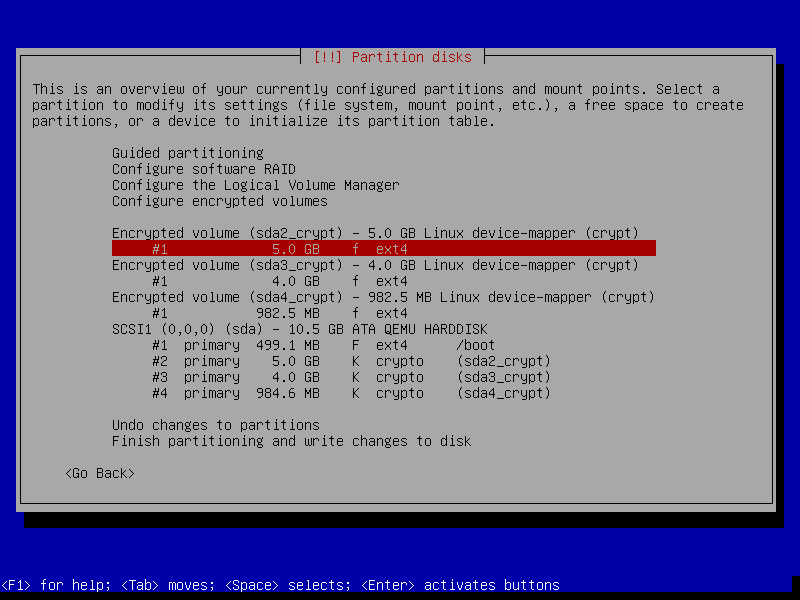 [!!] Partition disks
This is an overview of your currently configured partitions and mount points. Select a
partition to modify its settings (file system, mount point, etc.), a free space to create
partitions, or a device to initialize its partition table.
Guided partitioning
Configure software RAID
Configure the Logical Volume Manager
Configure encrypted volumes
Encrypted volume (sda2_crypt) - 5.0 GB Linux device-mapper (crypt)
#1 5.0 GB f ext4
Encrypted volume (sda3_crypt) - 4.0 GB Linux device-mapper (crypt)
#1 4.0 GB f ext4
Encrypted volume (sda4_crypt) - 982.5 MB Linux device-mapper (crypt)
#1 982.5 MB f ext4
SCSI1 (0,0,0) (sda) - 10.5 GB ATA QEMU HARDDISK
#1 primary 499.1 MB F ext4 /boot
#2 primary 5.0 GB K crypto (sda2_crypt)
#3 primary 4.0 GB K crypto (sda3_crypt)
#4 primary 984.6 MB K crypto (sda4_crypt)
Undo changes to partitions
Finish partitioning and write changes to disk
<Go Back>
<F1> for help; <Tab> moves; <Space> selects; <Enter> activates buttons